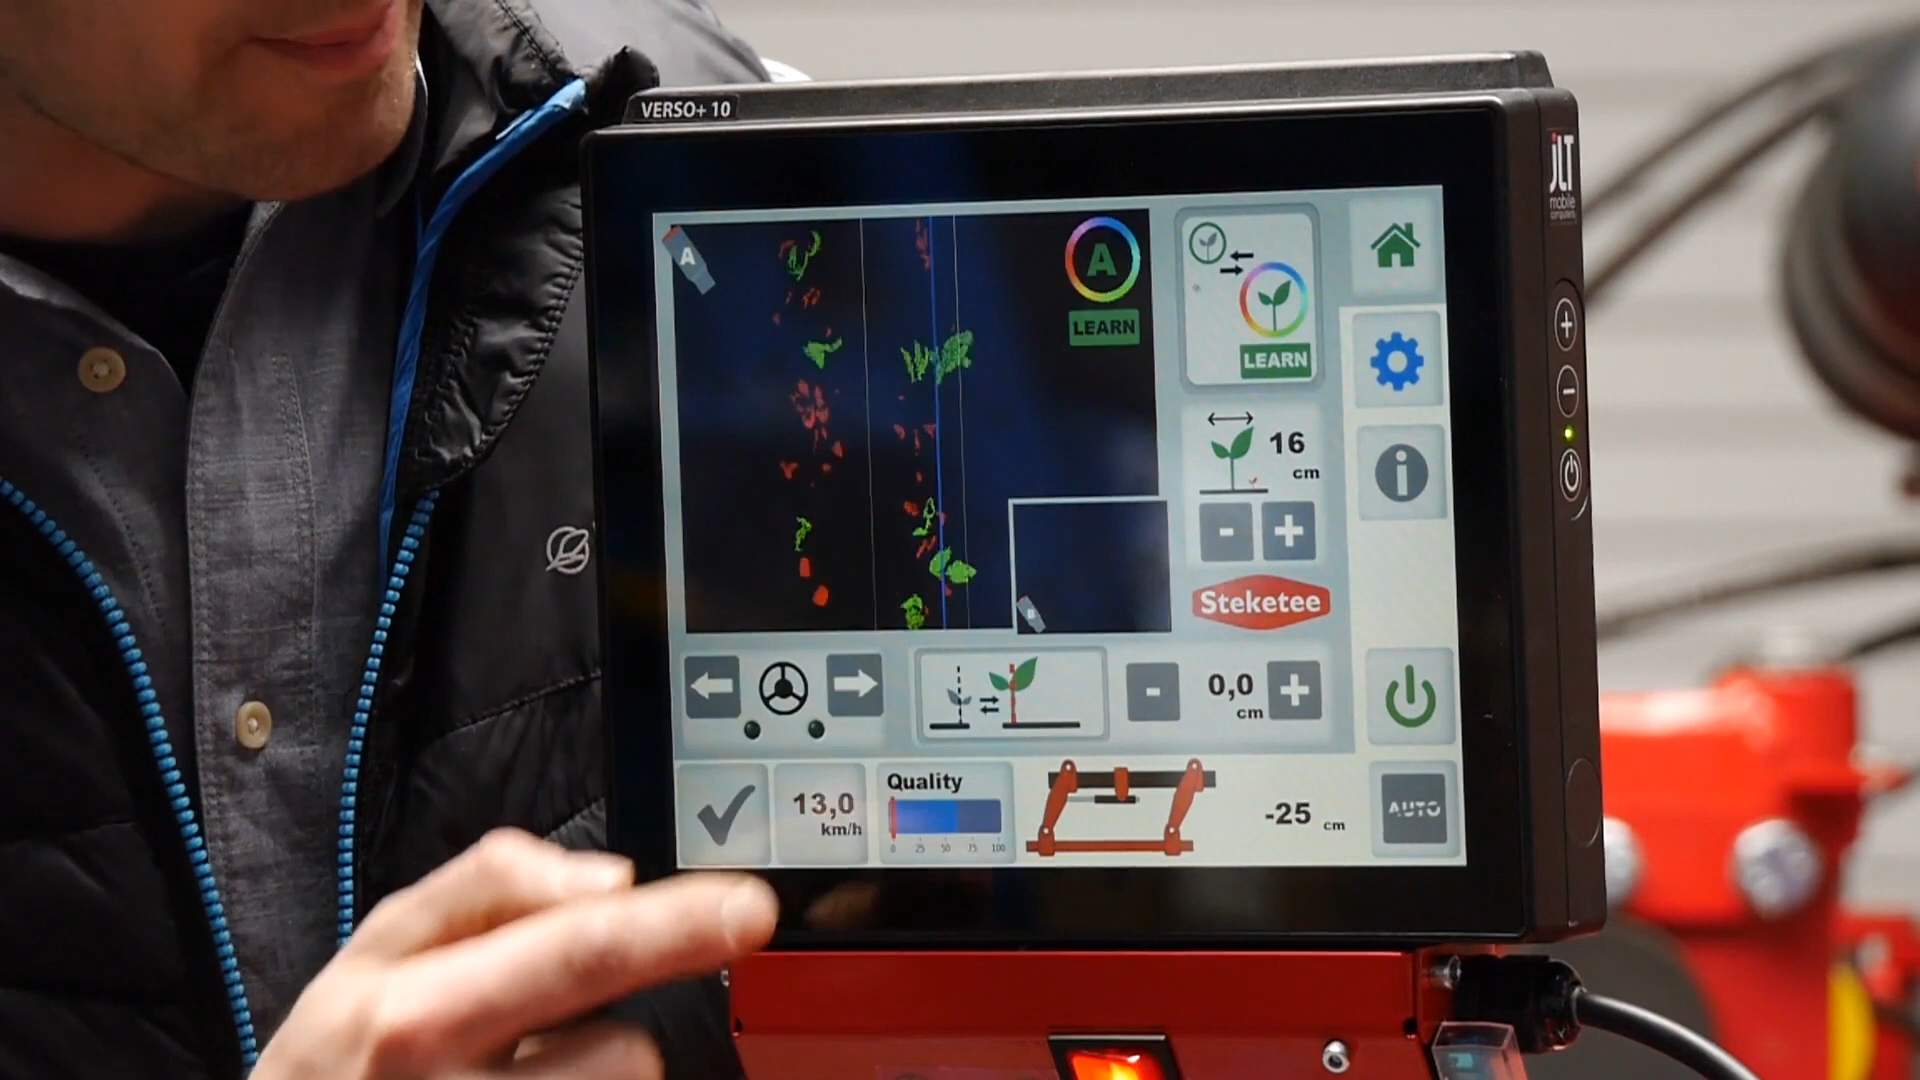 VERSO+ 10
JLT
mobile
computers
A
A
LEARN
LEARN
16
cm
-
+
Steketee
B
-
0,0
cm
+
13,0
km/h
Quality
0 25 50 75 100
-25 cm
AUTO